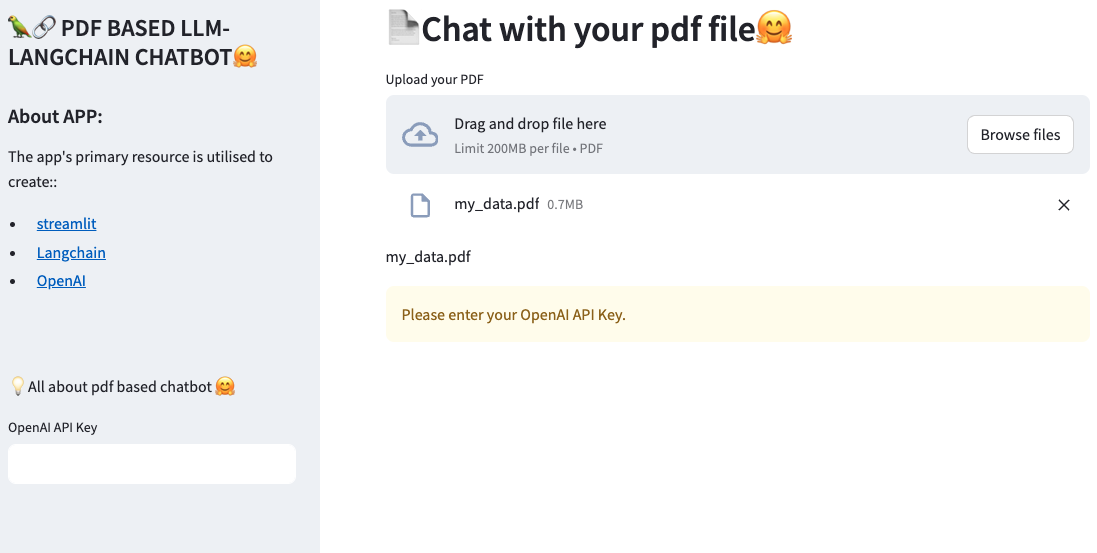 🦜🔗 PDF BASED LLM-
LANGCHAIN CHATBOT🤗
About APP:
The app's primary resource is utilised to
create::
• streamlit
• Langchain
• OpenAI
💡All about pdf based chatbot 🤗
OpenAI API Key
📄Chat with your pdf file🤗
Upload your PDF
Drag and drop file here
Limit 200MB per file • PDF
Browse files
my_data.pdf 0.7MB
my_data.pdf
Please enter your OpenAI API Key.